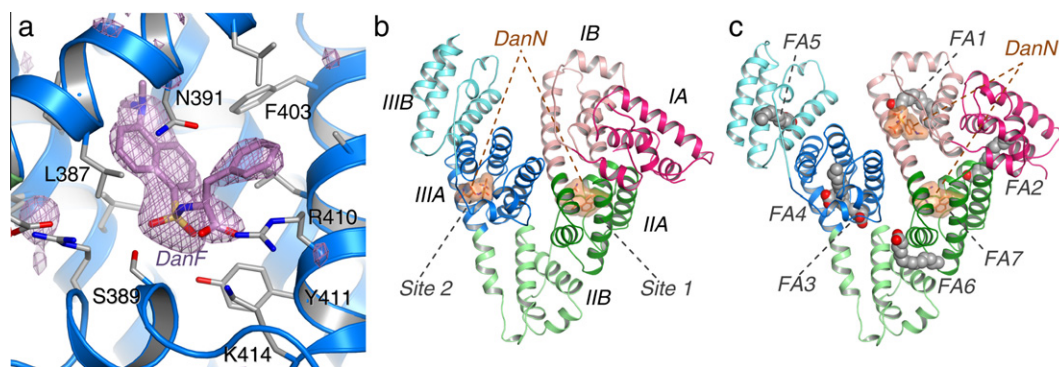 a
N391
F403
L387
R410
DanF
S389
Y411
K414
b
DanN
IB
IIIB
IA
IIIA
IIA
Site 2
IIB
Site 1
c
FA5
FA1
DanN
FA2
FA4
FA3
FA6
FA7